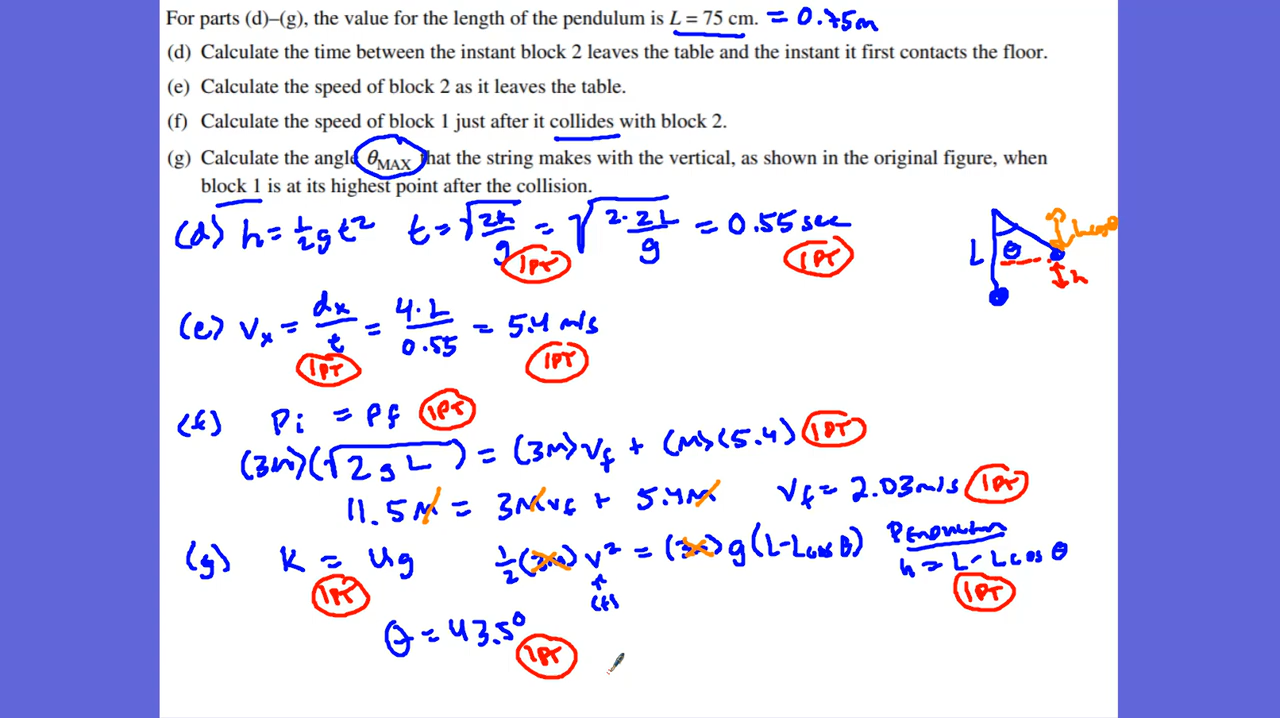 For parts (d)–(g), the value for the length of the pendulum is L = 75 cm. = 0.75m
(d) Calculate the time between the instant block 2 leaves the table and the instant it first contacts the floor.
(e) Calculate the speed of block 2 as it leaves the table.
(f) Calculate the speed of block 1 just after it collides with block 2.
(g) Calculate the angle θMAX that the string makes with the vertical, as shown in the original figure, when
block 1 is at its highest point after the collision.
(d) h = ½gt² t = √(2h/g) = √(2·2L/g) = 0.55 sec
1PT 1PT
L θ Lcosθ h
(e) Vx = dx/t = 4·L/0.55 = 5.4 m/s
1PT 1PT
(f) Pi = Pf 1PT
(3M)(√2gL) = (3M)Vf + (M)(5.4) 1PT
11.5M = 3MVf + 5.4M Vf = 2.03m/s 1PT
(g) K = Ug ½(3M)V² = (3M)g(L-Lcosθ) Pendulum
h = L - Lcosθ
1PT (f) 1PT
θ = 43.5°
1PT